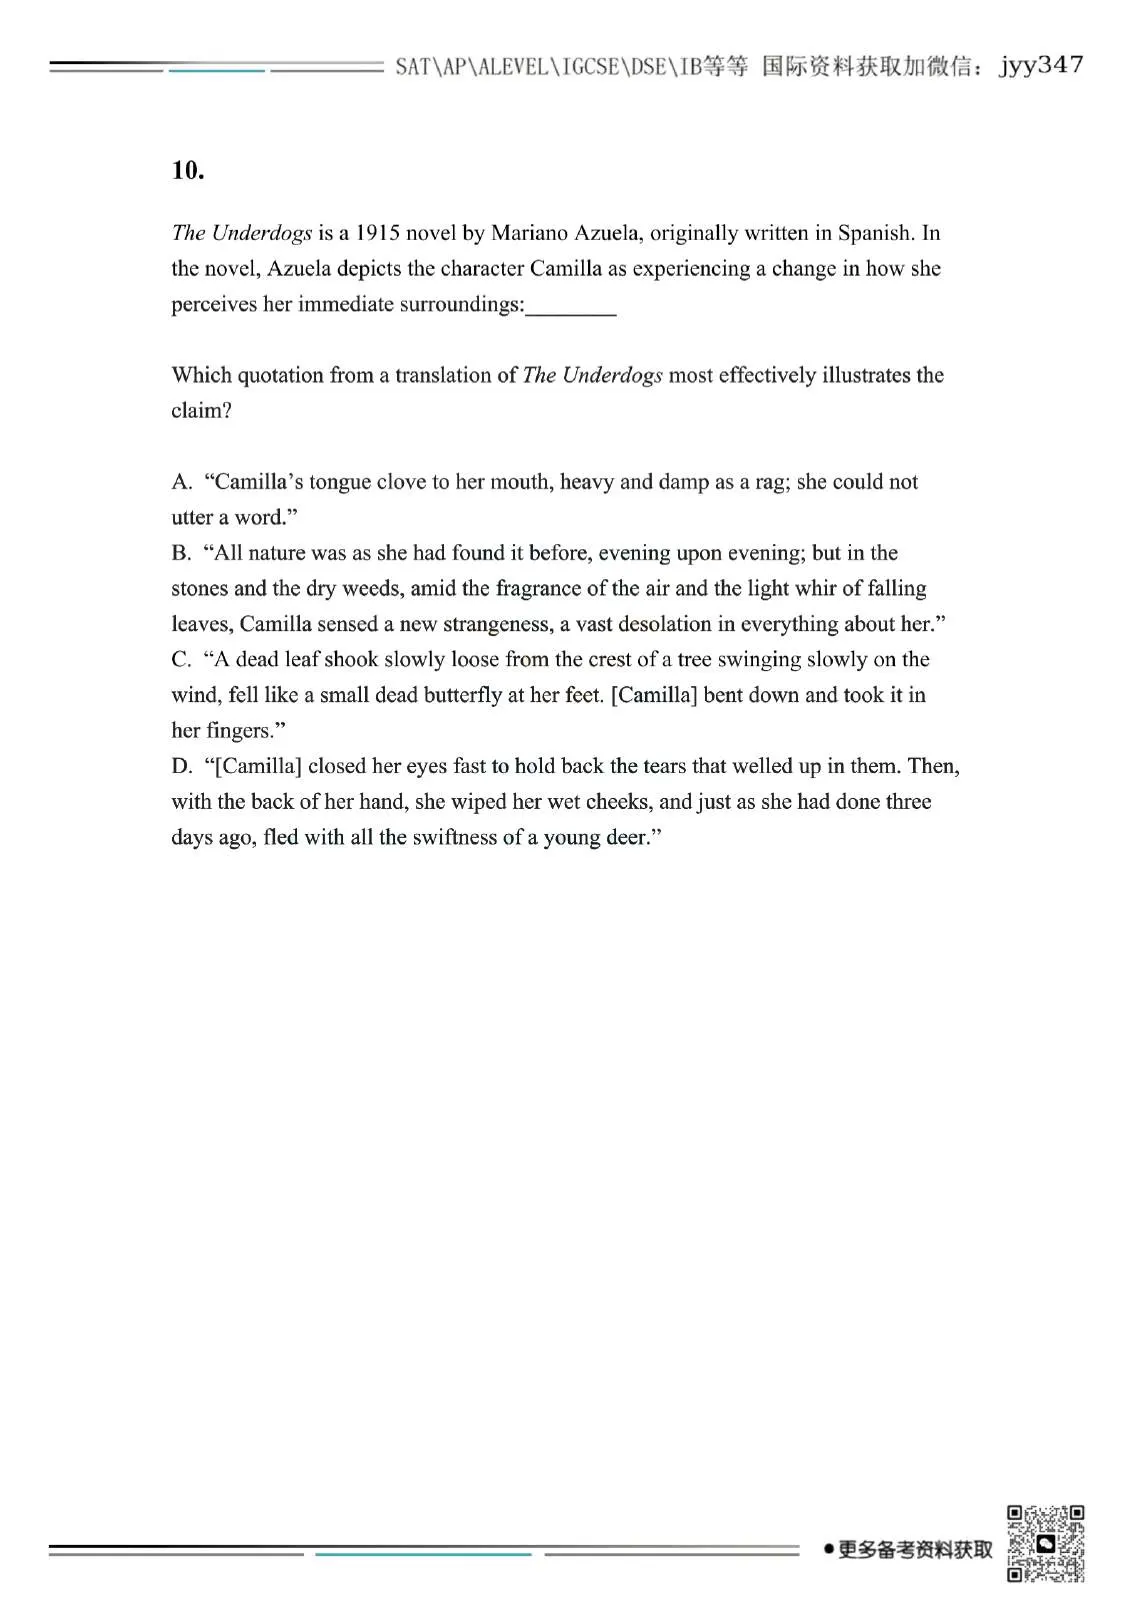 SAT\AP\ALEVEL\IGCSE\DSE\IB等等 国际资料获取加微信: jyy347
10.
The Underdogs is a 1915 novel by Mariano Azuela, originally written in Spanish. In
the novel, Azuela depicts the character Camilla as experiencing a change in how she
perceives her immediate surroundings:________
Which quotation from a translation of The Underdogs most effectively illustrates the
claim?
A. “Camilla’s tongue clove to her mouth, heavy and damp as a rag; she could not
utter a word.”
B. “All nature was as she had found it before, evening upon evening; but in the
stones and the dry weeds, amid the fragrance of the air and the light whir of falling
leaves, Camilla sensed a new strangeness, a vast desolation in everything about her.”
C. “A dead leaf shook slowly loose from the crest of a tree swinging slowly on the
wind, fell like a small dead butterfly at her feet. [Camilla] bent down and took it in
her fingers.”
D. “[Camilla] closed her eyes fast to hold back the tears that welled up in them. Then,
with the back of her hand, she wiped her wet cheeks, and just as she had done three
days ago, fled with all the swiftness of a young deer.”
●更多备考资料获取